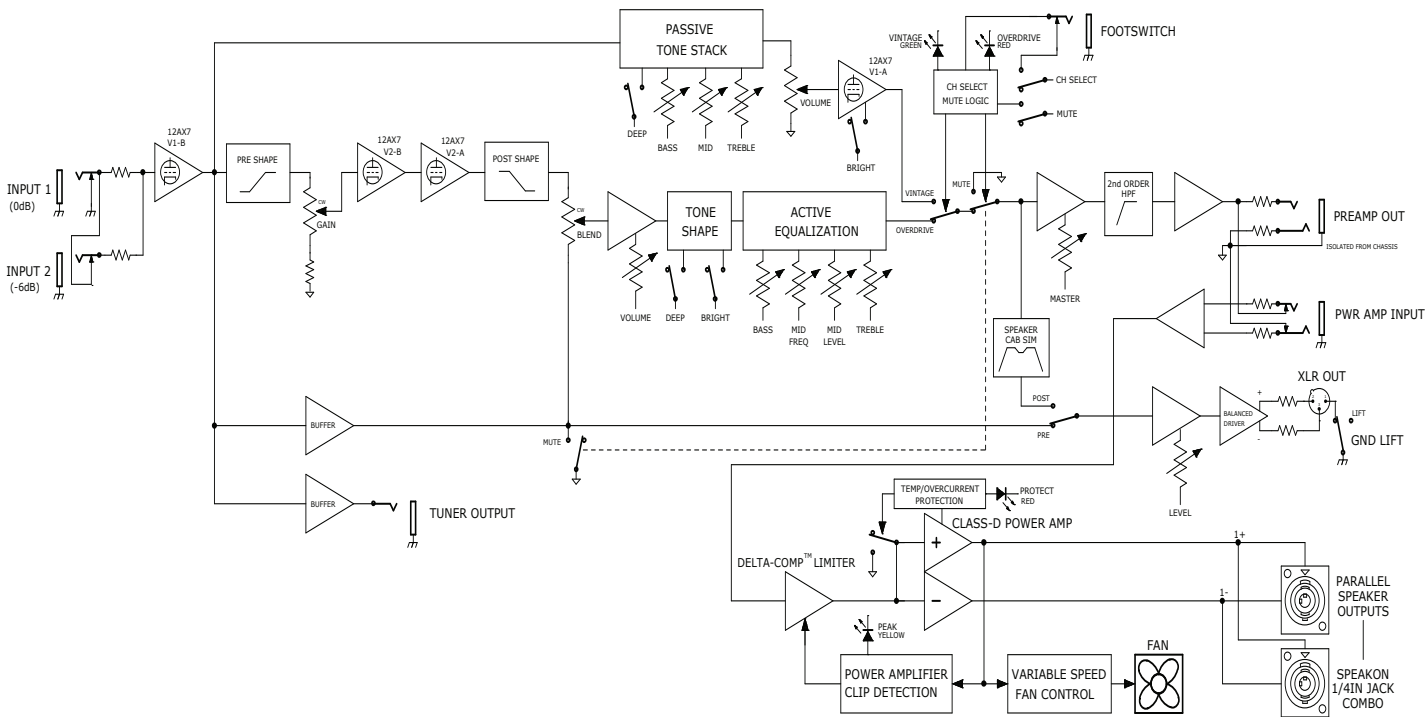 PASSIVE
TONE STACK
DEEP
BASS
MID
TREBLE
VOLUME
12AX7
V1-A
BRIGHT
VINTAGE
GREEN
OVERDRIVE
RED
CH SELECT
MUTE LOGIC
CH SELECT
MUTE
FOOTSWITCH
INPUT 1
(0dB)
INPUT 2
(-6dB)
12AX7
V1-B
PRE SHAPE
CW
GAIN
12AX7
V2-B
12AX7
V2-A
POST SHAPE
CW
BLEND
VOLUME
TONE
SHAPE
DEEP
BRIGHT
ACTIVE
EQUALIZATION
BASS
MID
FREQ
MID
LEVEL
TREBLE
VINTAGE
OVERDRIVE
MUTE
MASTER
2nd ORDER
HPF
PREAMP OUT
ISOLATED FROM CHASSIS
PWR AMP INPUT
SPEAKER
CAB SIM
POST
PRE
LEVEL
BALANCED
DRIVER
+
-
XLR OUT
LIFT
GND LIFT
BUFFER
MUTE
BUFFER
TUNER OUTPUT
TEMP/OVERCURRENT
PROTECTION
PROTECT
RED
CLASS-D POWER AMP
+
−
DELTA-COMP™ LIMITER
PEAK
YELLOW
POWER AMPLIFIER
CLIP DETECTION
VARIABLE SPEED
FAN CONTROL
FAN
1+
1-
PARALLEL
SPEAKER
OUTPUTS
SPEAKON
1/4IN JACK
COMBO